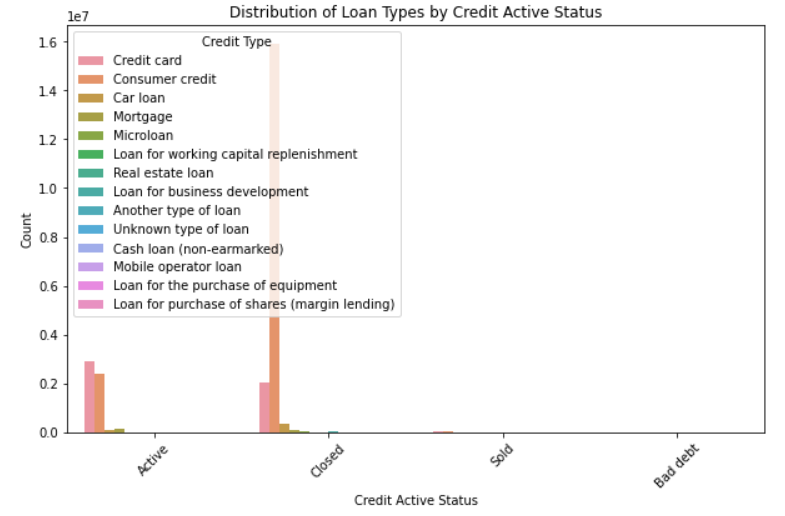 Distribution of Loan Types by Credit Active Status
1e7
Credit Type
Credit card
Consumer credit
Car loan
Mortgage
Microloan
Loan for working capital replenishment
Real estate loan
Loan for business development
Another type of loan
Unknown type of loan
Cash loan (non-earmarked)
Mobile operator loan
Loan for the purchase of equipment
Loan for purchase of shares (margin lending)
1.6
1.4
1.2
1.0
0.8
0.6
0.4
0.2
0.0
Count
Active
Closed
Sold
Bad debt
Credit Active Status